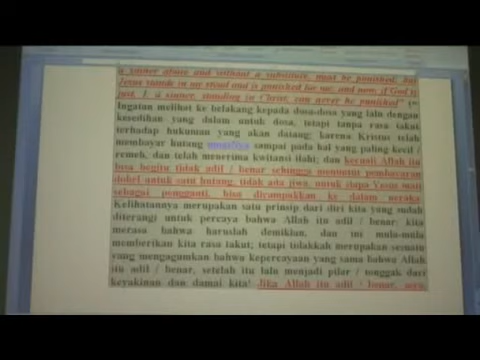 a sinner alone and without a substitute, must be punished; but
Jesus stands in my stead and is punished for me; and now, if God is
just, I, a sinner, standing in Christ, can never be punished" (=
Ingatan melihat ke belakang kepada dosa-dosa yang lalu dengan
kesedihan yang dalam untuk dosa, tetapi tanpa rasa takut
terhadap hukuman yang akan datang; karena Kristus telah
membayar hutang sampai pada hal yang paling kecil /
remeh, dan telah menerima kwitansi ilahi; dan kecuali Allah itu
bisa begitu tidak adil / benar sehingga menuntut pembayaran
dobel untuk satu hutang, tidak ada jiwa, untuk siapa Yesus mati
sebagai pengganti, bisa dicampakkan ke dalam neraka
Kelihatannya merupakan satu prinsip dari diri kita yang sudah
diterangi untuk percaya bahwa Allah itu adil / benar; kita
merasa bahwa haruslah demikian, dan ini mula-mula
memberikan kita rasa takut; tetapi tidakkah merupakan sesuatu
yang mengagumkan bahwa kepercayaan yang sama bahwa Allah
itu adil / benar, setelah itu lalu menjadi pilar / tonggak dari
keyakinan dan damai kita! Jika Allah itu adil / benar, saya,